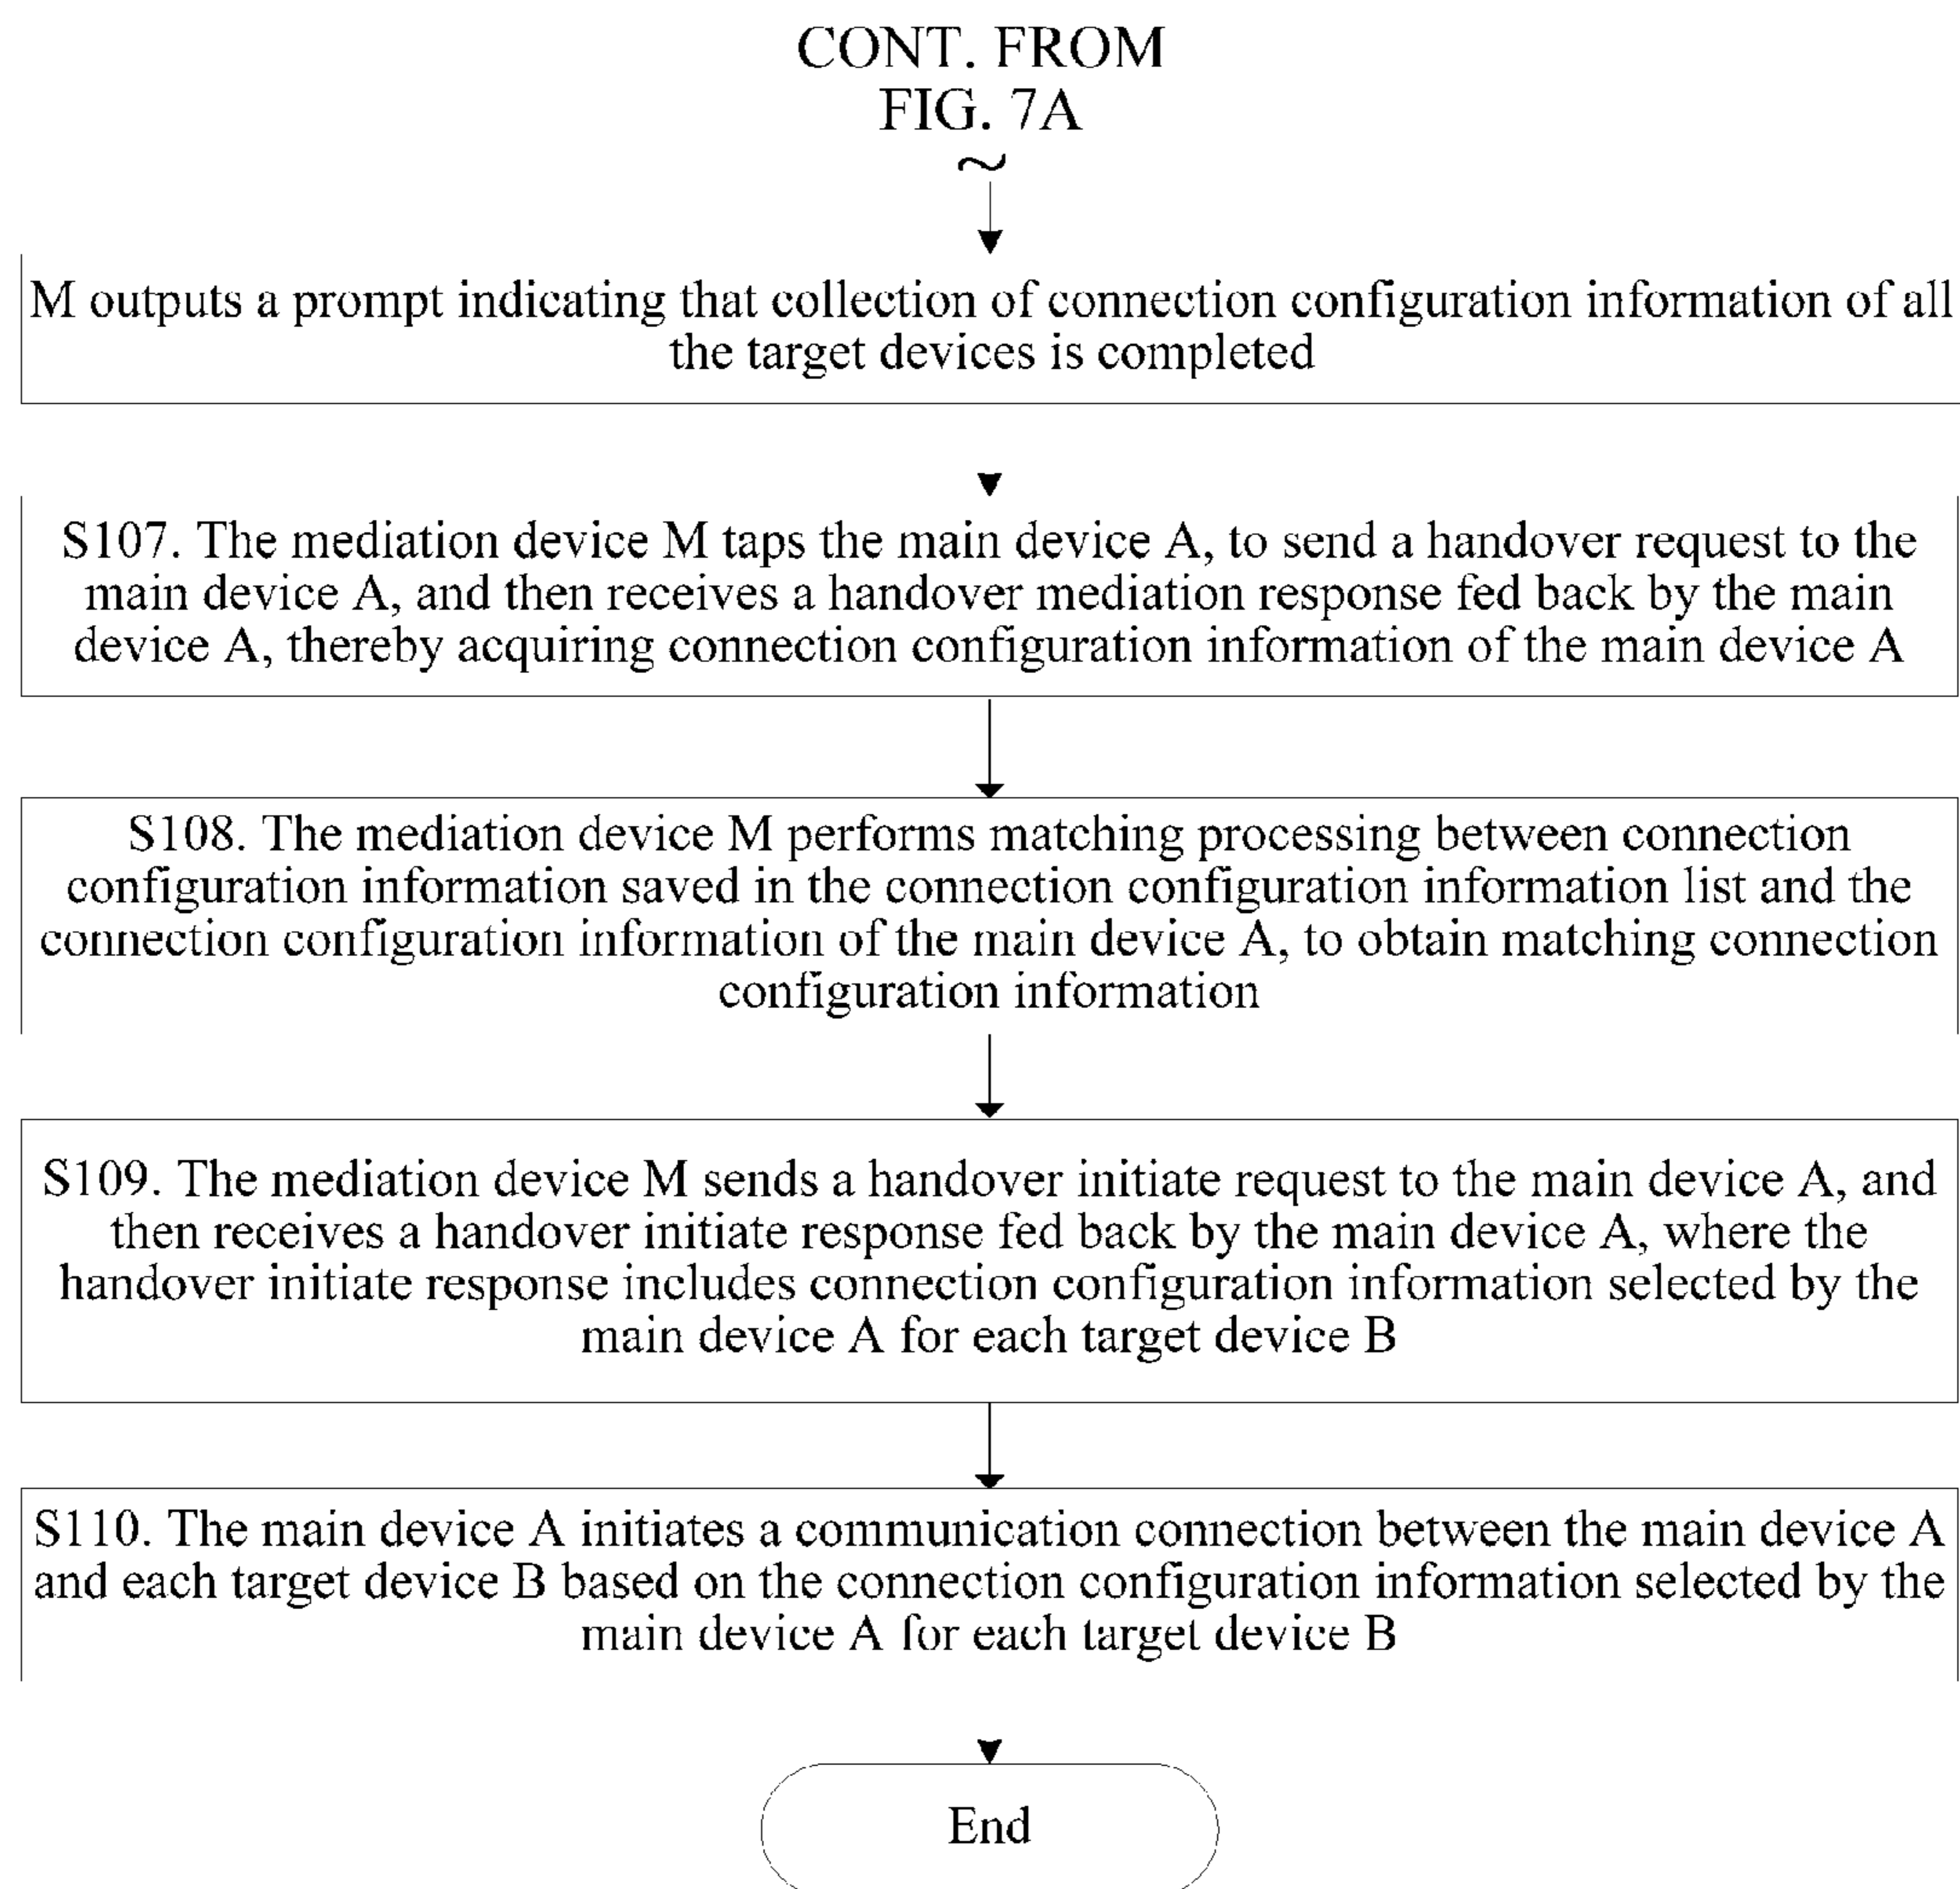 CONT. FROM
FIG. 7A
~
M outputs a prompt indicating that collection of connection configuration information of all
the target devices is completed
S107. The mediation device M taps the main device A, to send a handover request to the
main device A, and then receives a handover mediation response fed back by the main
device A, thereby acquiring connection configuration information of the main device A
S108. The mediation device M performs matching processing between connection
configuration information saved in the connection configuration information list and the
connection configuration information of the main device A, to obtain matching connection
configuration information
S109. The mediation device M sends a handover initiate request to the main device A, and
then receives a handover initiate response fed back by the main device A, where the
handover initiate response includes connection configuration information selected by the
main device A for each target device B
S110. The main device A initiates a communication connection between the main device A
and each target device B based on the connection configuration information selected by the
main device A for each target device B
End